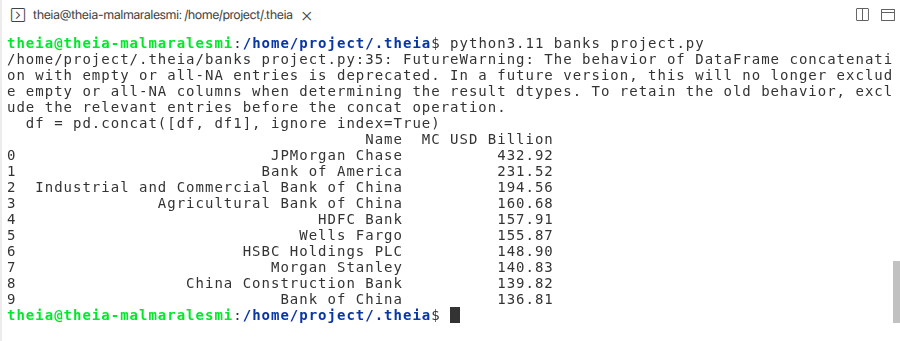 theia@theia-malmaralesmi: /home/project/.theia ×
theia@theia-malmaralesmi:/home/project/.theia$ python3.11 banks project.py
/home/project/.theia/banks project.py:35: FutureWarning: The behavior of DataFrame concatenati
on with empty or all-NA entries is deprecated. In a future version, this will no longer exclud
e empty or all-NA columns when determining the result dtypes. To retain the old behavior, excl
ude the relevant entries before the concat operation.
  df = pd.concat([df, df1], ignore index=True)
                                      Name  MC USD Billion
0                           JPMorgan Chase          432.92
1                          Bank of America          231.52
2  Industrial and Commercial Bank of China          194.56
3               Agricultural Bank of China          160.68
4                                HDFC Bank          157.91
5                              Wells Fargo          155.87
6                        HSBC Holdings PLC          148.90
7                           Morgan Stanley          140.83
8                  China Construction Bank          139.82
9                            Bank of China          136.81
theia@theia-malmaralesmi:/home/project/.theia$